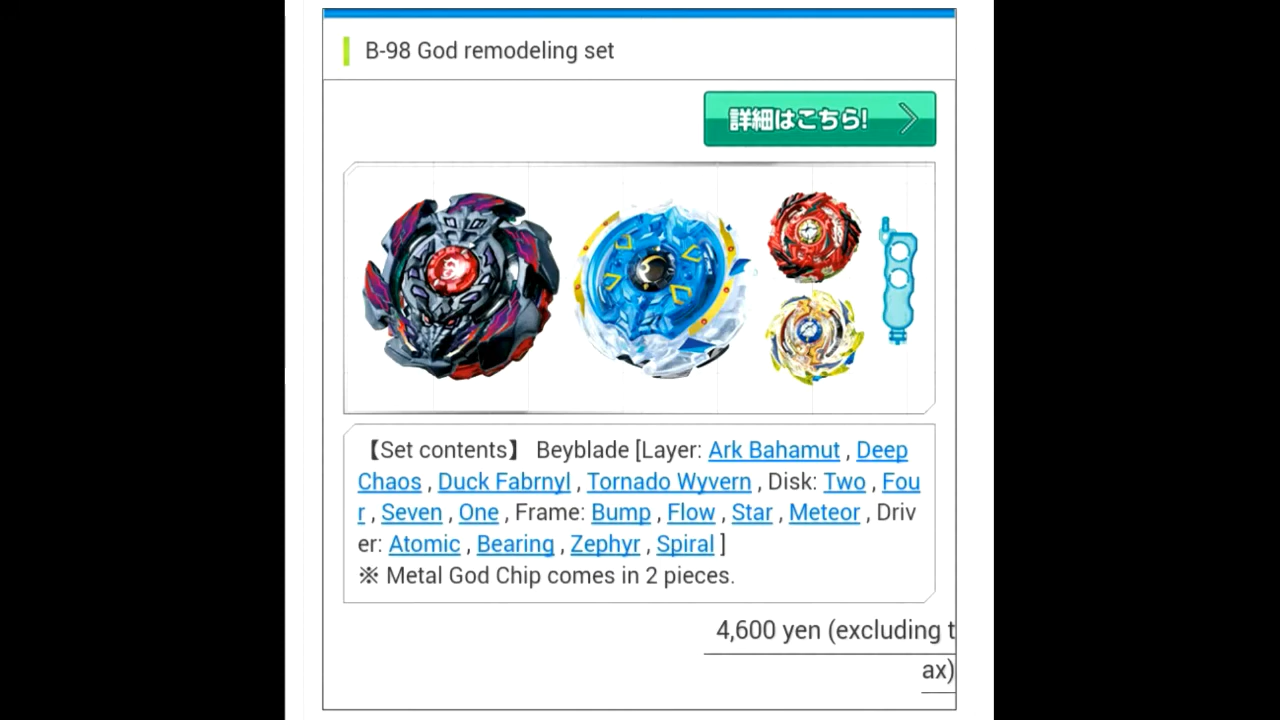 B-98 God remodeling set
詳細はこちら!
【Set contents】 Beyblade [Layer: Ark Bahamut , Deep
Chaos , Duck Fabrnyl , Tornado Wyvern , Disk: Two , Fou
r , Seven , One , Frame: Bump , Flow , Star , Meteor , Driv
er: Atomic , Bearing , Zephyr , Spiral ]
※ Metal God Chip comes in 2 pieces.
4,600 yen (excluding t
ax)